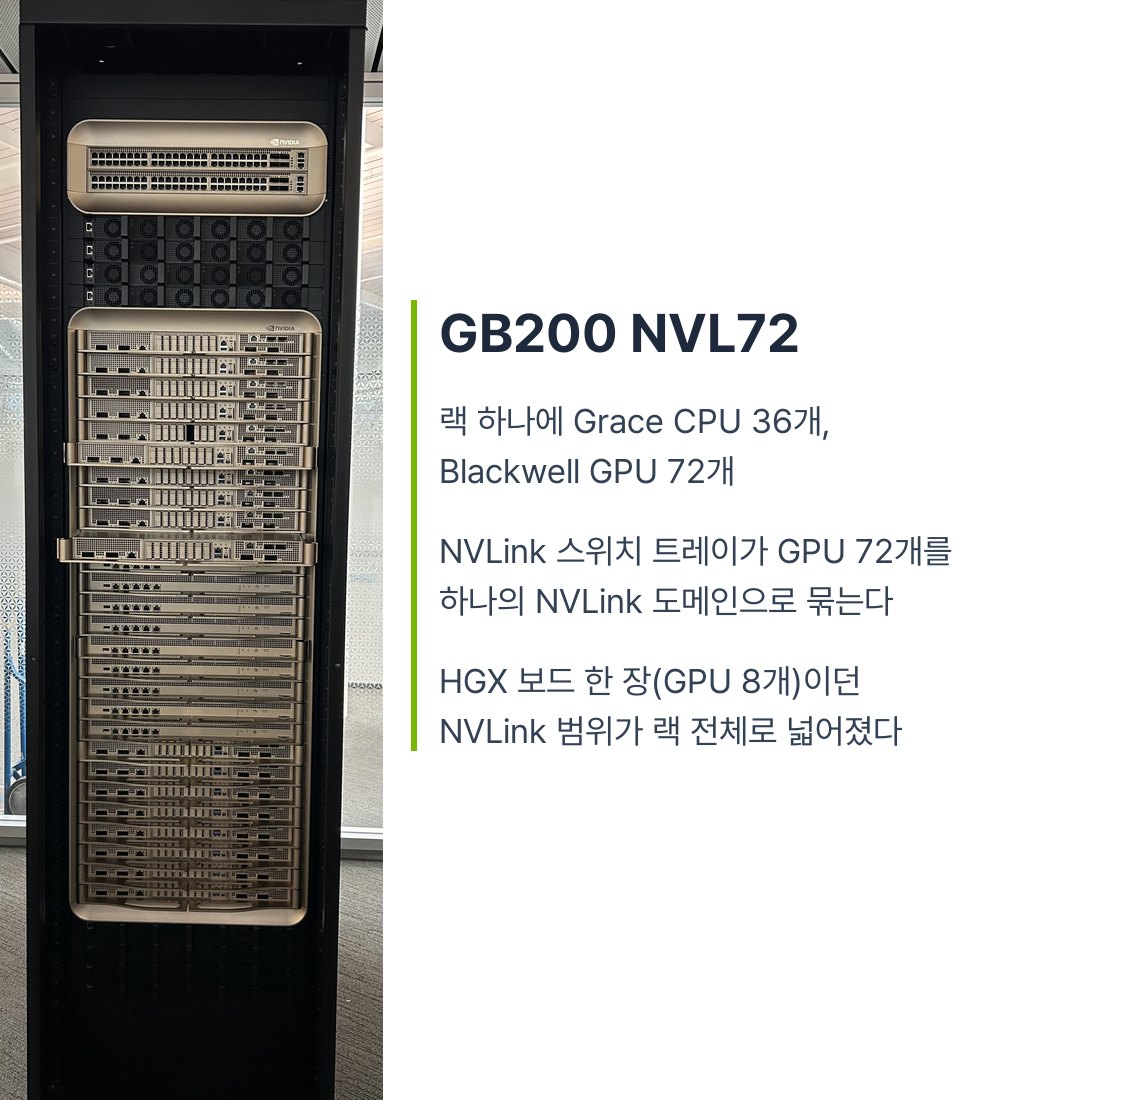 NVIDIA
NVIDIA
GB200 NVL72
랙 하나에 Grace CPU 36개,
Blackwell GPU 72개
NVLink 스위치 트레이가 GPU 72개를
하나의 NVLink 도메인으로 묶는다
HGX 보드 한 장(GPU 8개)이던
NVLink 범위가 랙 전체로 넓어졌다